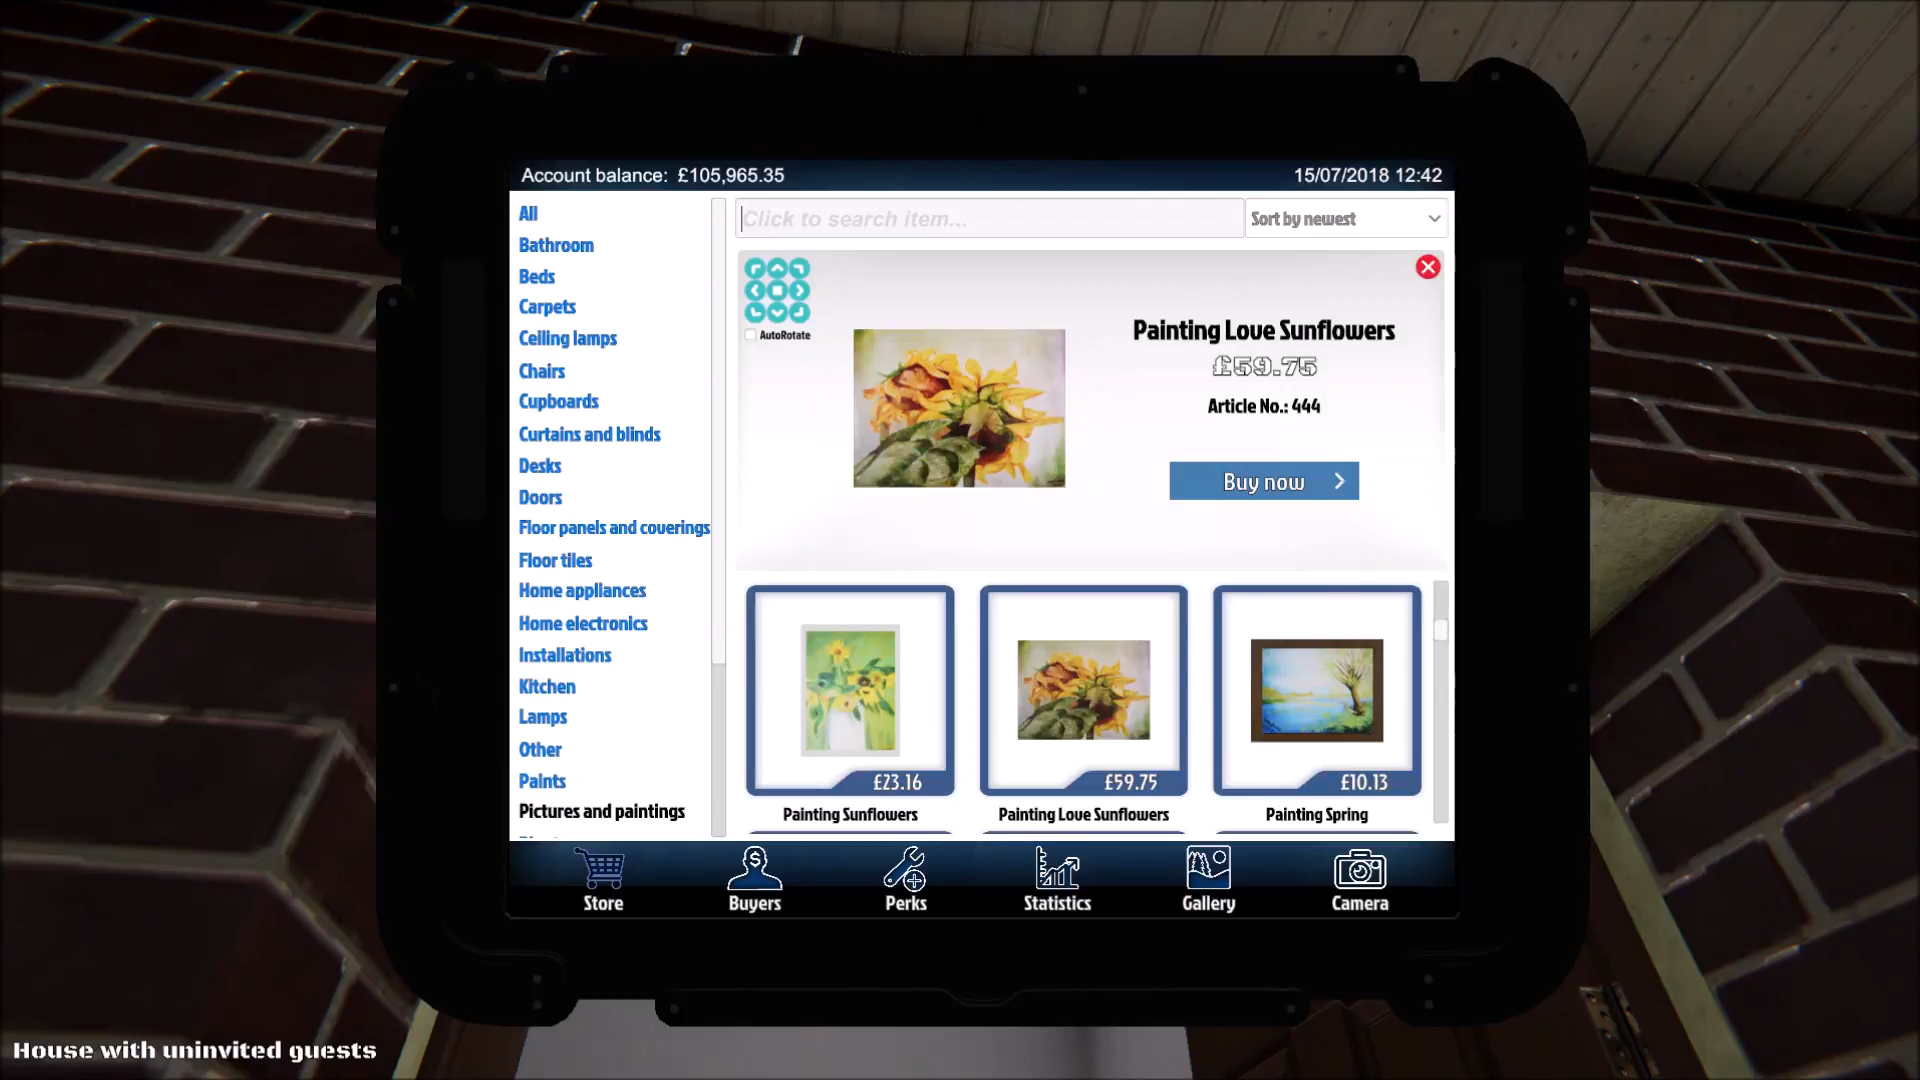 Account balance: £105,965.35
15/07/2018 12:42
All
Bathroom
Beds
Carpets
Ceiling lamps
Chairs
Cupboards
Curtains and blinds
Desks
Doors
Floor panels and coverings
Floor tiles
Home appliances
Home electronics
Installations
Kitchen
Lamps
Other
Paints
Pictures and paintings
Click to search item...
Sort by newest
AutoRotate
Painting Love Sunflowers
£59.75
Article No.: 444
Buy now
£23.16
£59.75
£10.13
Painting Sunflowers
Painting Love Sunflowers
Painting Spring
Store
Buyers
Perks
Statistics
Gallery
Camera
House with uninvited guests